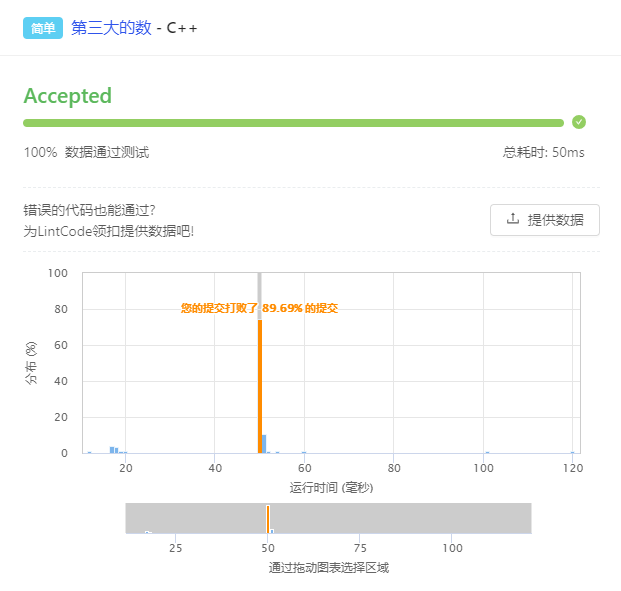 简单 第三大的数 - C++
Accepted
100% 数据通过测试 总耗时: 50ms
错误的代码也能通过?
为LintCode领扣提供数据吧!
提供数据
100
80
60
40
20
0
分布 (%)
您的提交打败了 89.69% 的提交
20 40 60 80 100 120
运行时间 (毫秒)
25 50 75 100
通过拖动图表选择区域